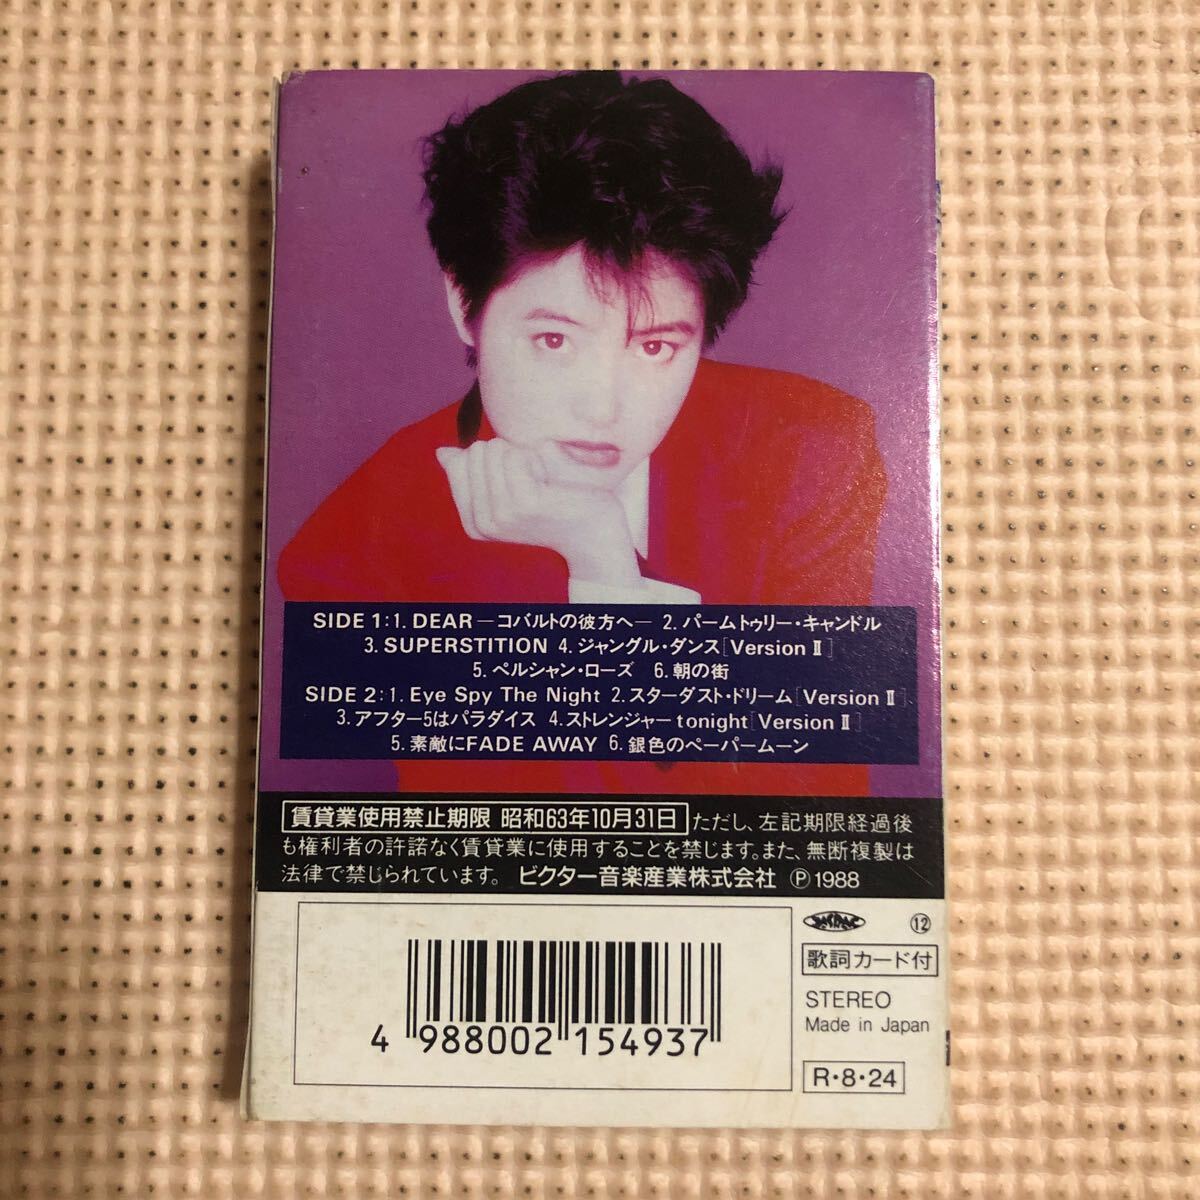 SIDE 1:1. DEAR ―コバルトの彼方へ― 2. パームトゥリー・キャンドル
3. SUPERSTITION 4. ジャングル・ダンス[Version Ⅱ]
5. ペルシャン・ローズ 6. 朝の街
SIDE 2:1. Eye Spy The Night 2. スターダスト・ドリーム[Version Ⅱ]
3. アフター5はパラダイス 4. ストレンジャー tonight[Version Ⅱ]
5. 素敵にFADE AWAY 6. 銀色のペーパームーン
賃貸業使用禁止期限 昭和63年10月31日 ただし、左記期限経過後
も権利者の許諾なく賃貸業に使用することを禁じます。また、無断複製は
法律で禁じられています。 ビクター音楽産業株式会社 Ⓟ1988
JASRAC ⑫
歌詞カード付
STEREO
Made in Japan
4 988002 154937
R・8・24